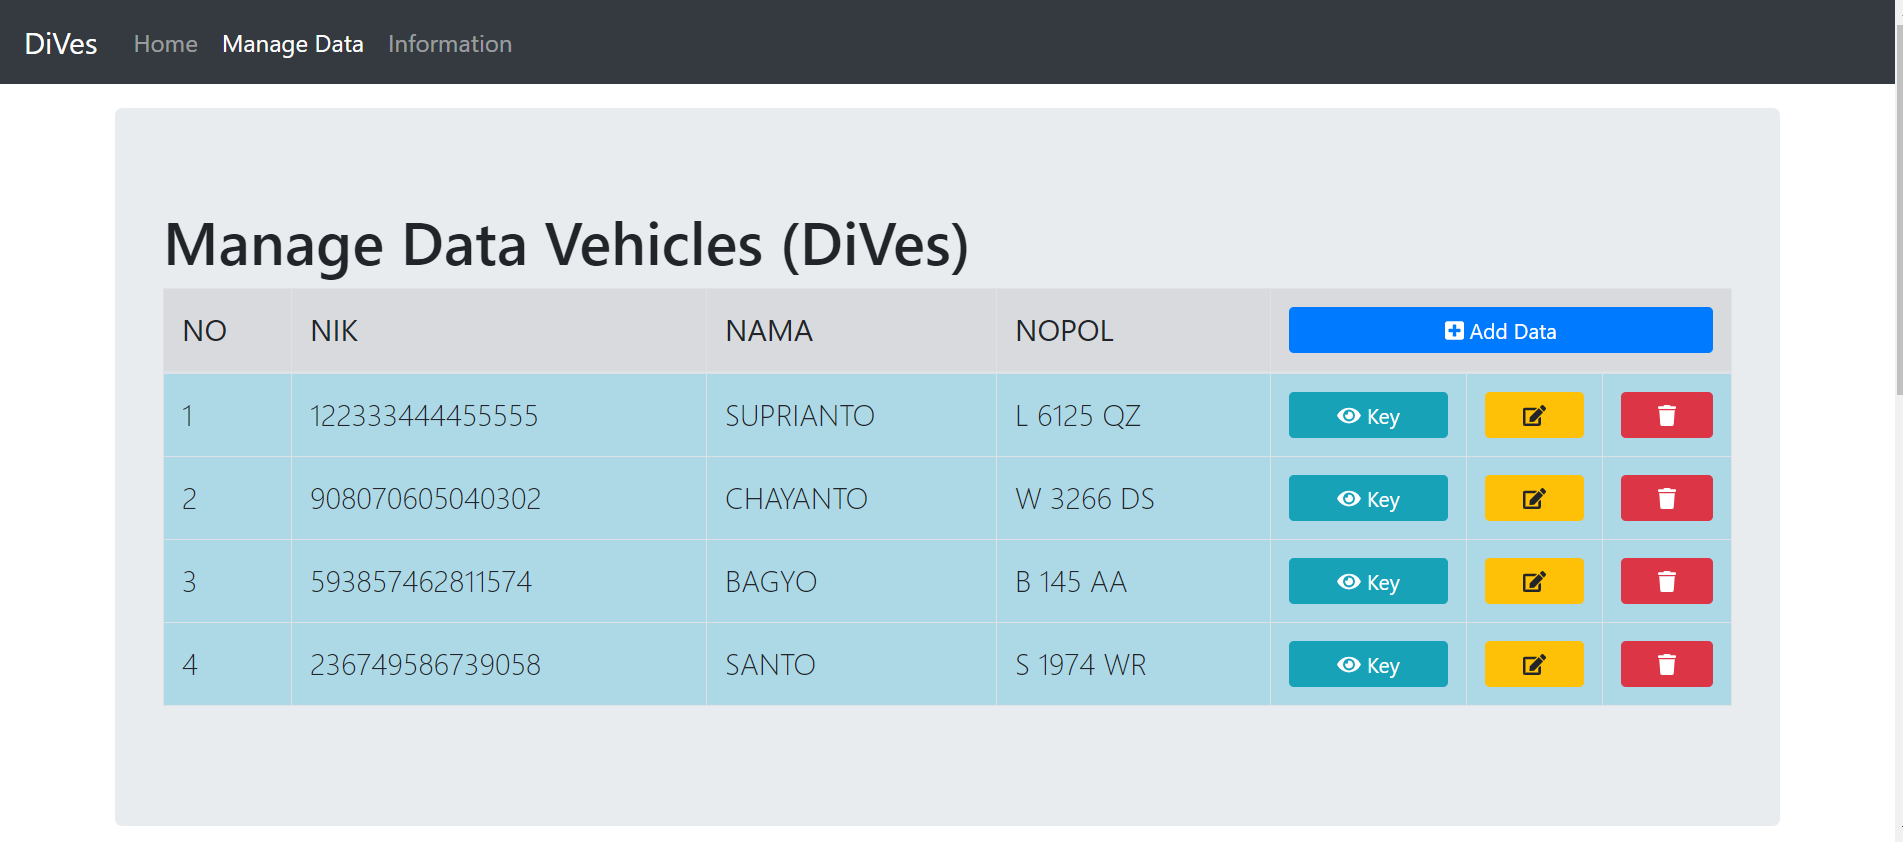 DiVes Home Manage Data Information
Manage Data Vehicles (DiVes)
NO NIK NAMA NOPOL Add Data
1 122333444455555 SUPRIANTO L 6125 QZ Key
2 908070605040302 CHAYANTO W 3266 DS Key
3 593857462811574 BAGYO B 145 AA Key
4 236749586739058 SANTO S 1974 WR Key